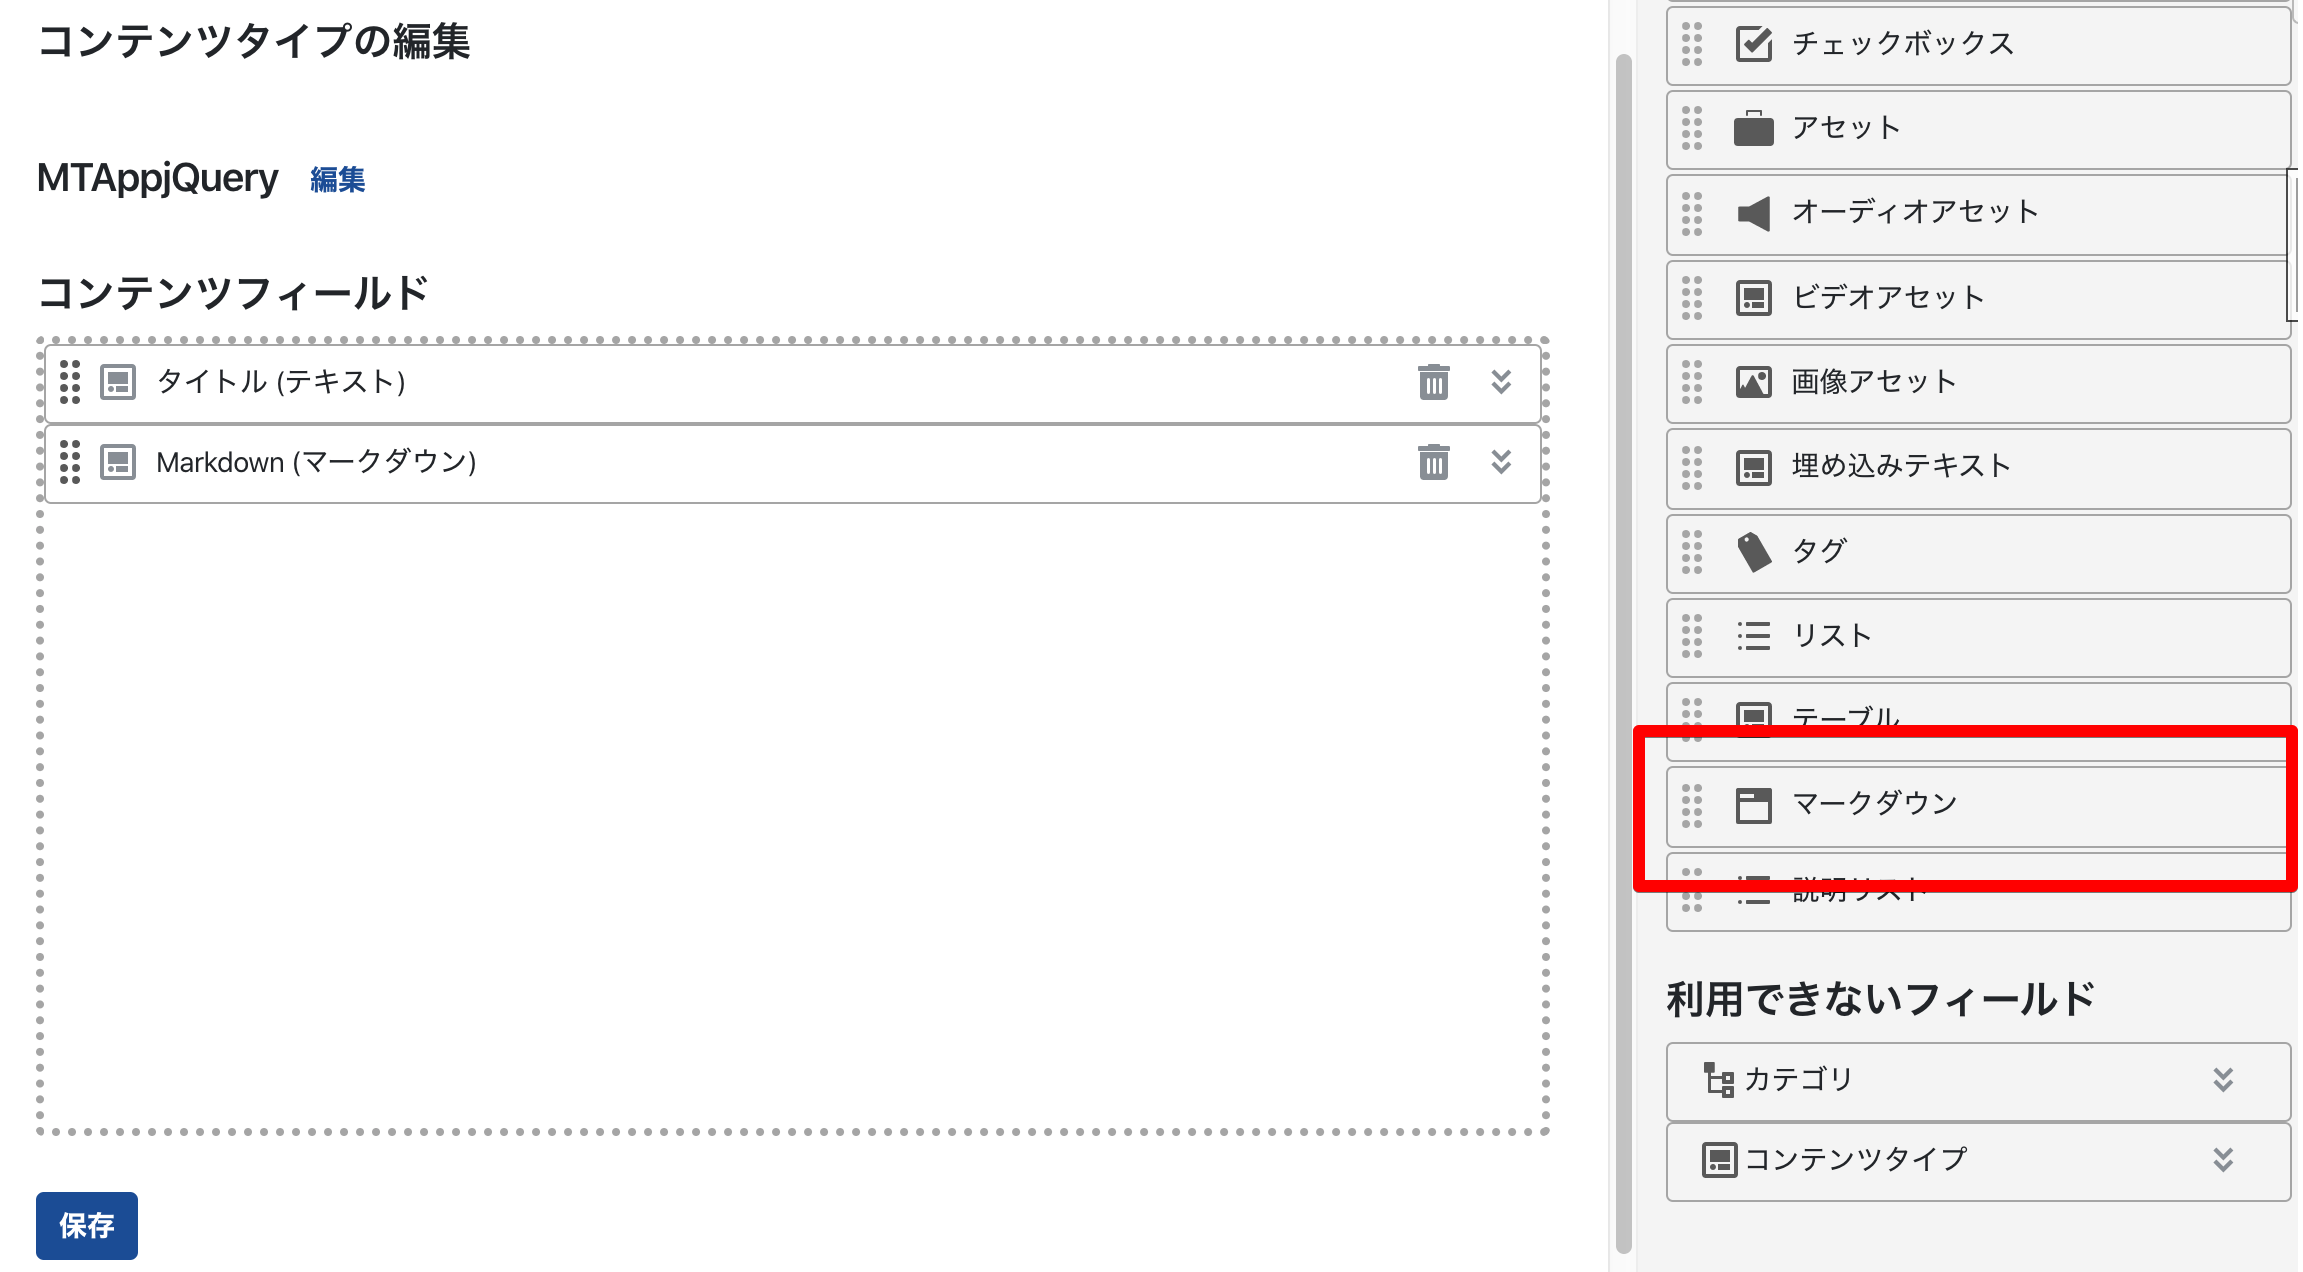 コンテンツタイプの編集
MTAppjQuery 編集
コンテンツフィールド
タイトル (テキスト)
Markdown (マークダウン)
保存
チェックボックス
アセット
オーディオアセット
ビデオアセット
画像アセット
埋め込みテキスト
タグ
リスト
テーブル
マークダウン
説明リスト
利用できないフィールド
カテゴリ
コンテンツタイプ